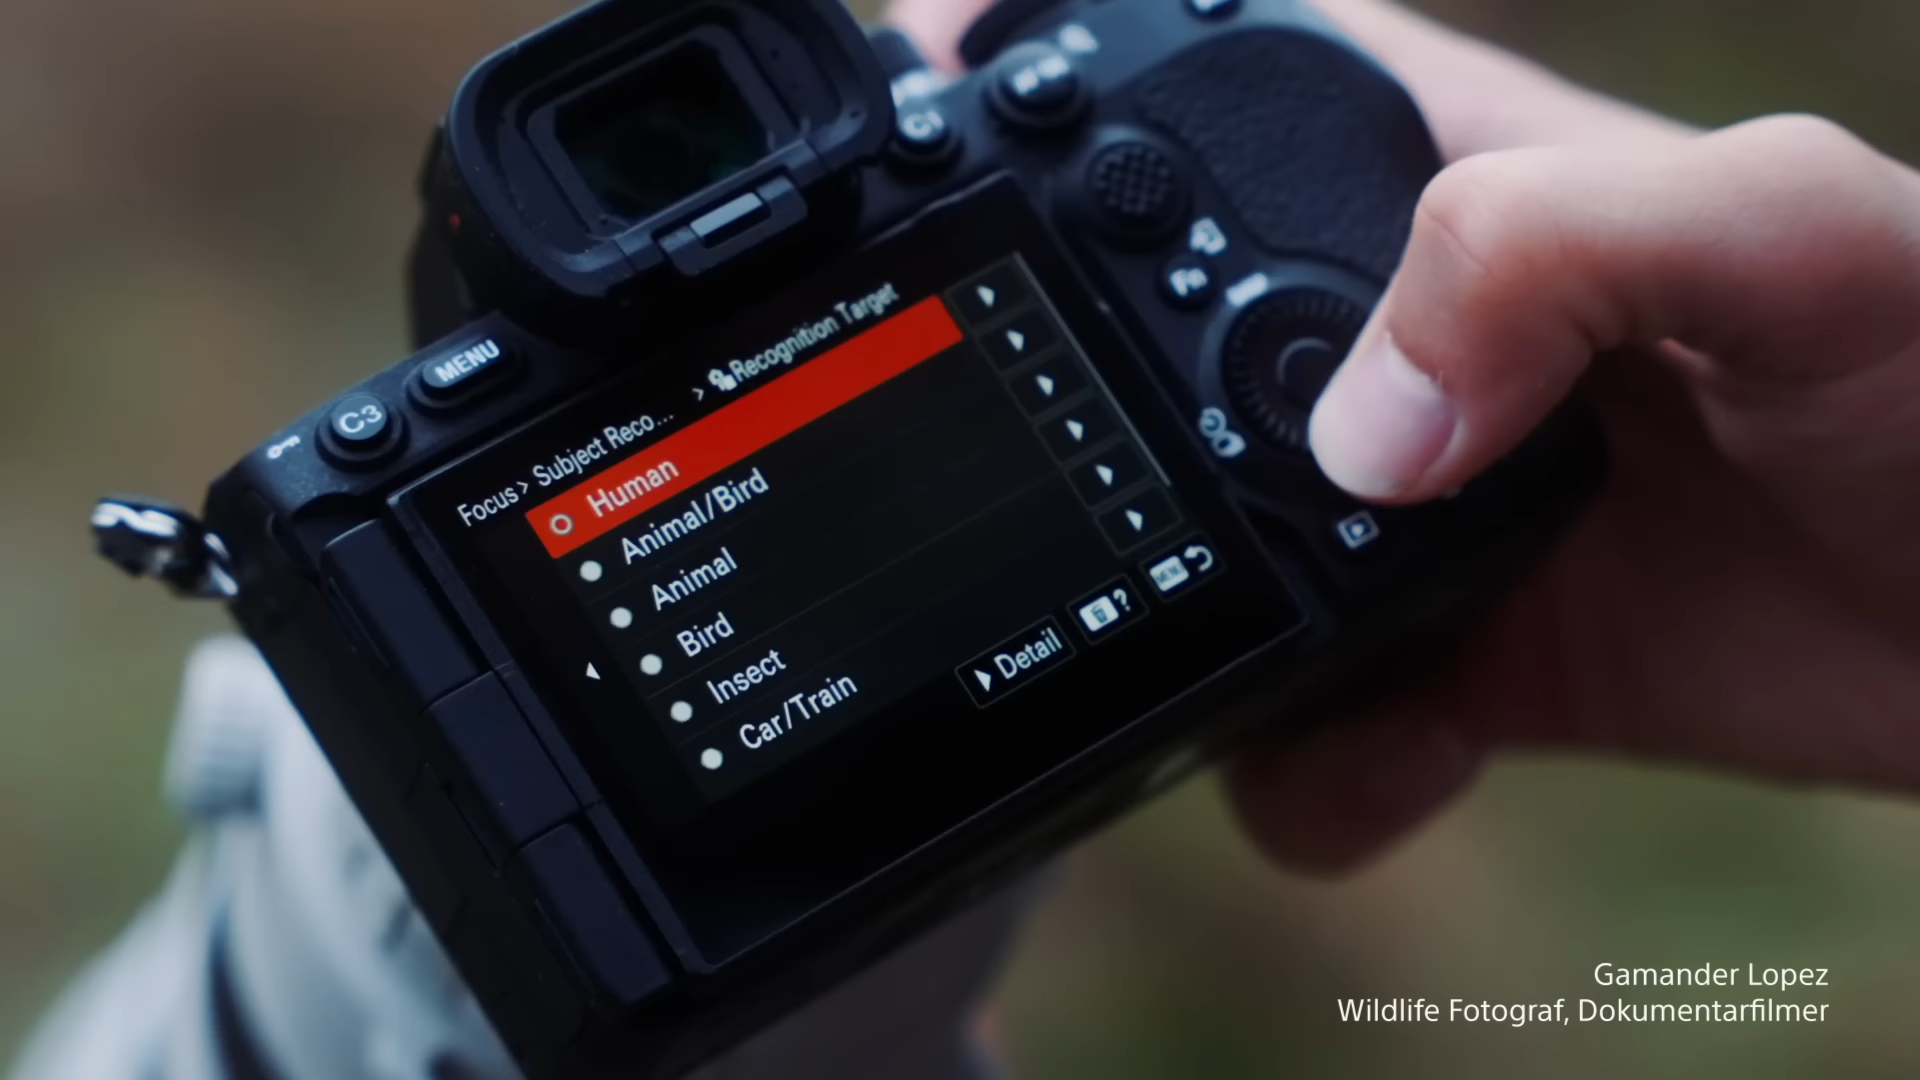 C1
Fn
MENU
C3
Focus > Subject Reco... > Recognition Target
Human
Animal/Bird
Animal
Bird
Insect
Car/Train
Detail
?
MENU
Gamander Lopez
Wildlife Fotograf, Dokumentarfilmer